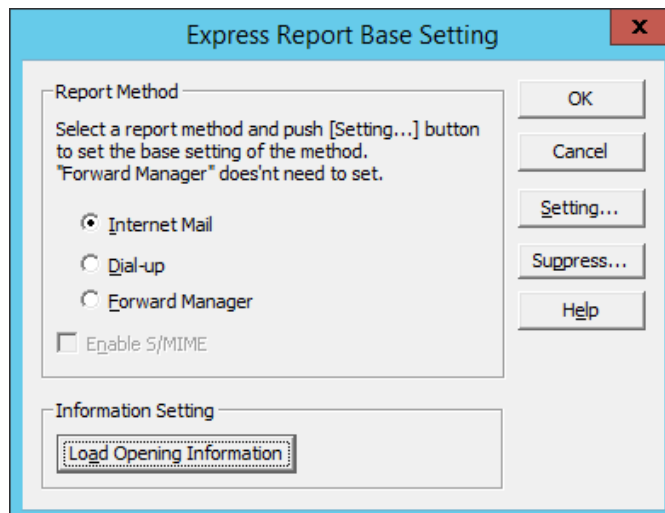 Express Report Base Setting
x
Report Method
Select a report method and push [Setting...] button
to set the base setting of the method.
"Forward Manager" does'nt need to set.
Internet Mail
Dial-up
Forward Manager
Enable S/MIME
Information Setting
Load Opening Information
OK
Cancel
Setting...
Suppress...
Help